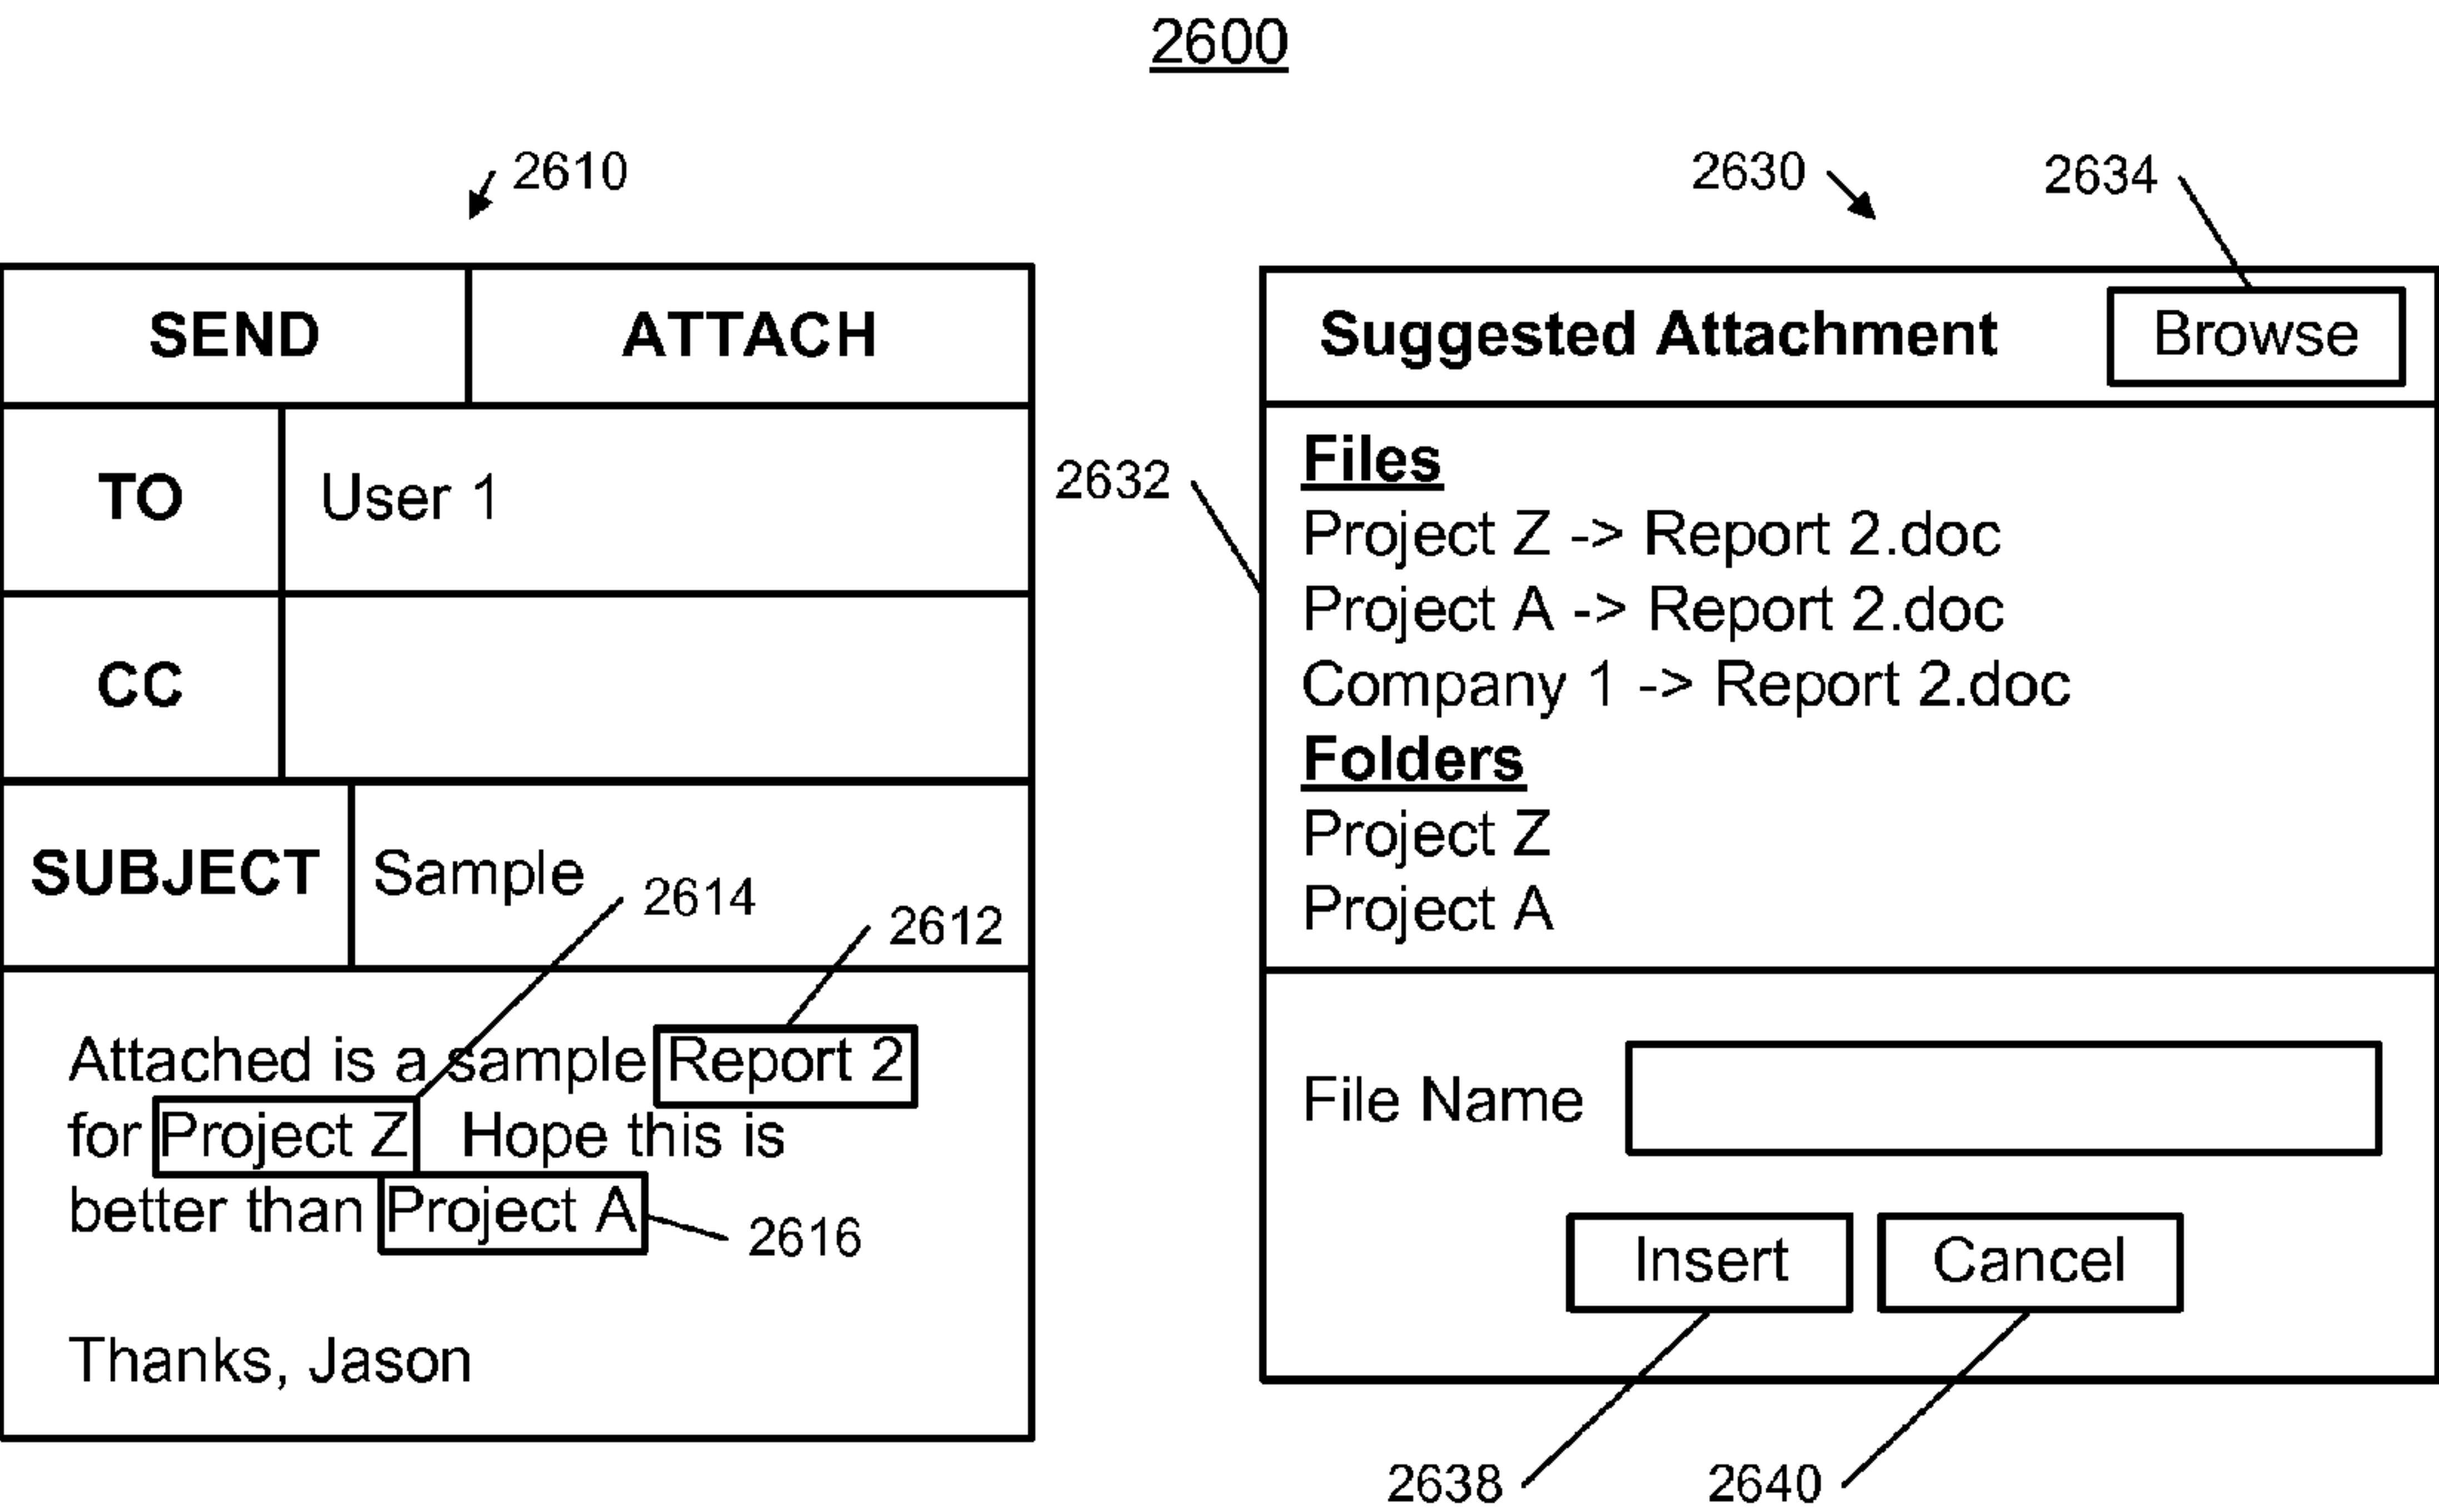 2600
2610
SEND ATTACH
TO User 1
CC
SUBJECT Sample
2614
2612
Attached is a sample Report 2
for Project Z Hope this is
better than Project A
2616
Thanks, Jason
2630
2634
Suggested Attachment Browse
2632
Files
Project Z -> Report 2.doc
Project A -> Report 2.doc
Company 1 -> Report 2.doc
Folders
Project Z
Project A
File Name
Insert Cancel
2638 2640